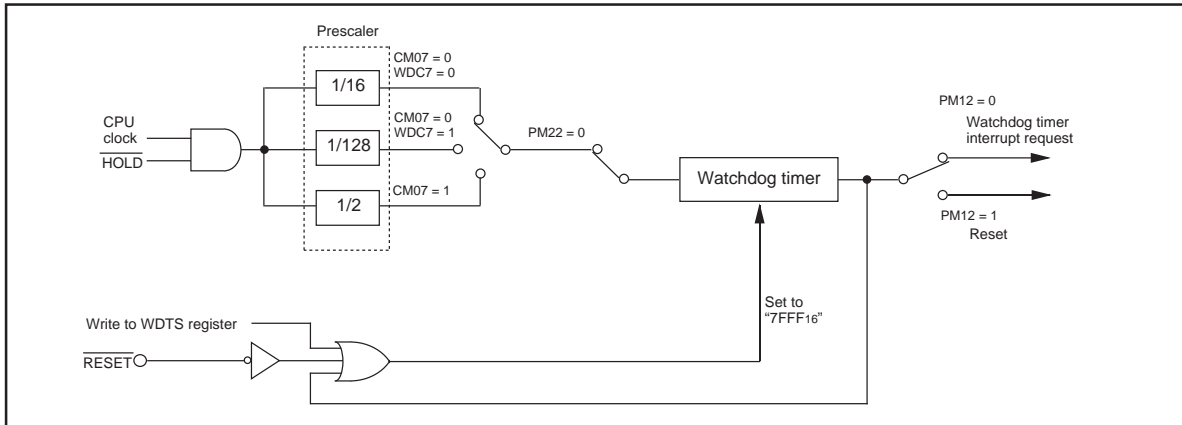 Prescaler
CM07 = 0
WDC7 = 0
1/16
CPU
clock
HOLD
CM07 = 0
WDC7 = 1
1/128
PM22 = 0
CM07 = 1
1/2
Watchdog timer
PM12 = 0
Watchdog timer
interrupt request
PM12 = 1
Reset
Set to
“7FFF16”
Write to WDTS register
RESET